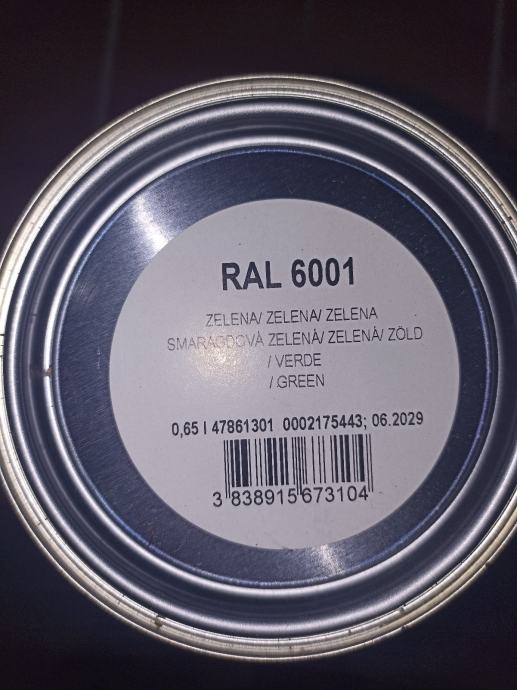 RAL 6001
ZELENA/ ZELENA/ ZELENA
SMARAGDOVÁ ZELENÁ/ ZELENÁ/ ZÖLD
/ VERDE
/ GREEN
0,65 l 47861301 0002175443; 06.2029
3 838915 673104